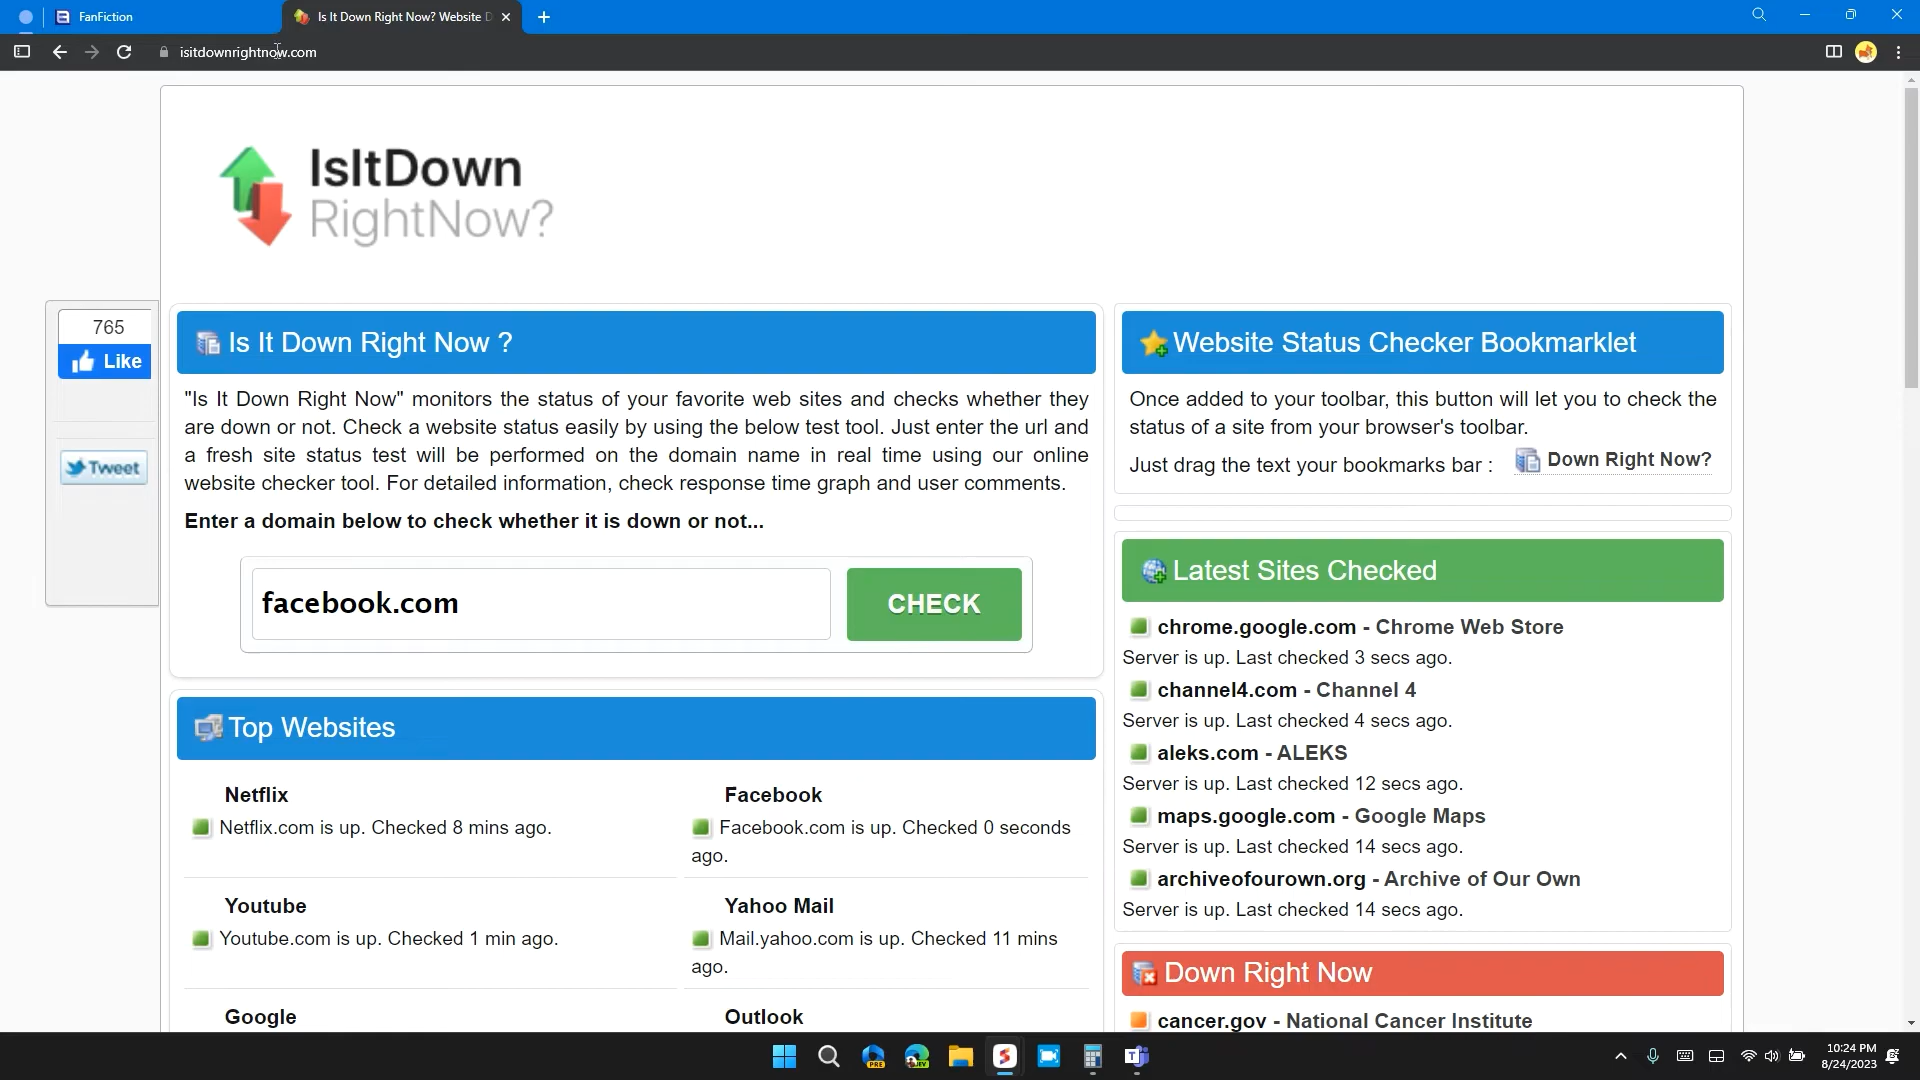 FanFiction
Is It Down Right Now? Website D
isitdownrightnow.com
IsItDown
RightNow?
765
Like
Tweet
Is It Down Right Now ?
"Is It Down Right Now" monitors the status of your favorite web sites and checks whether they
are down or not. Check a website status easily by using the below test tool. Just enter the url and
a fresh site status test will be performed on the domain name in real time using our online
website checker tool. For detailed information, check response time graph and user comments.
Enter a domain below to check whether it is down or not...
facebook.com
CHECK
Top Websites
Netflix
Netflix.com is up. Checked 8 mins ago.
Facebook
Facebook.com is up. Checked 0 seconds
ago.
Youtube
Youtube.com is up. Checked 1 min ago.
Yahoo Mail
Mail.yahoo.com is up. Checked 11 mins
ago.
Google
Outlook
Website Status Checker Bookmarklet
Once added to your toolbar, this button will let you to check the
status of a site from your browser's toolbar.
Just drag the text your bookmarks bar :
Down Right Now?
Latest Sites Checked
chrome.google.com - Chrome Web Store
Server is up. Last checked 3 secs ago.
channel4.com - Channel 4
Server is up. Last checked 4 secs ago.
aleks.com - ALEKS
Server is up. Last checked 12 secs ago.
maps.google.com - Google Maps
Server is up. Last checked 14 secs ago.
archiveofourown.org - Archive of Our Own
Server is up. Last checked 14 secs ago.
Down Right Now
cancer.gov - National Cancer Institute
PRE
10:24 PM
8/24/2023